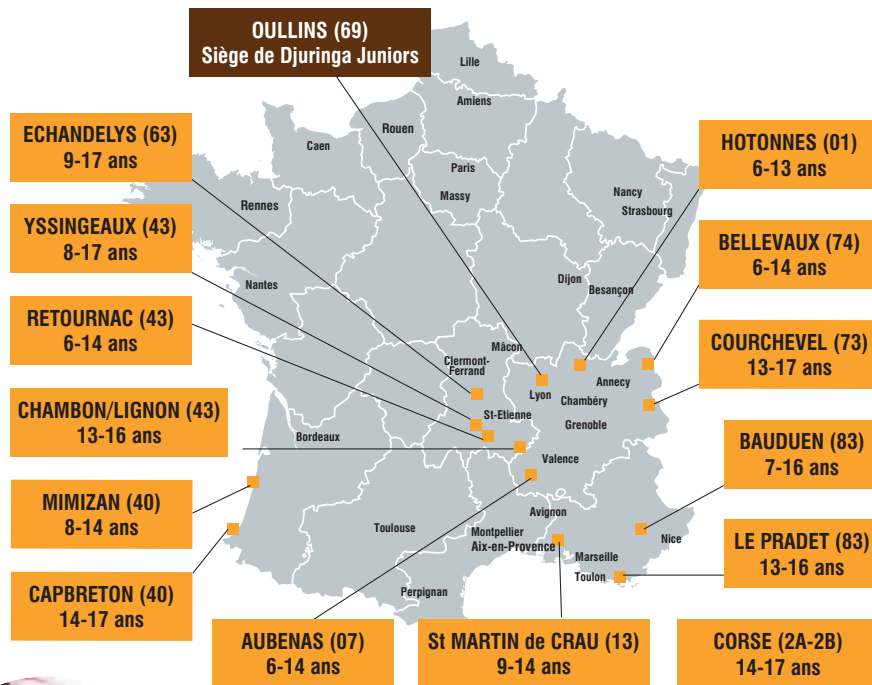 OULLINS (69)
Siège de Djuringa Juniors
ECHANDELYS (63)
9-17 ans
YSSINGEAUX (43)
8-17 ans
RETOURNAC (43)
6-14 ans
CHAMBON/LIGNON (43)
13-16 ans
MIMIZAN (40)
8-14 ans
CAPBRETON (40)
14-17 ans
AUBENAS (07)
6-14 ans
St MARTIN de CRAU (13)
9-14 ans
CORSE (2A-2B)
14-17 ans
HOTONNES (01)
6-13 ans
BELLEVAUX (74)
6-14 ans
COURCHEVEL (73)
13-17 ans
BAUDUEN (83)
7-16 ans
LE PRADET (83)
13-16 ans
Lille
Amiens
Rouen
Caen
Paris
Massy
Nancy
Strasbourg
Rennes
Nantes
Dijon
Besançon
Mâcon
Clermont-
Ferrand
Lyon
Annecy
Chambéry
St-Etienne
Grenoble
Bordeaux
Valence
Avignon
Toulouse
Montpellier
Aix-en-Provence
Nice
Marseille
Toulon
Perpignan